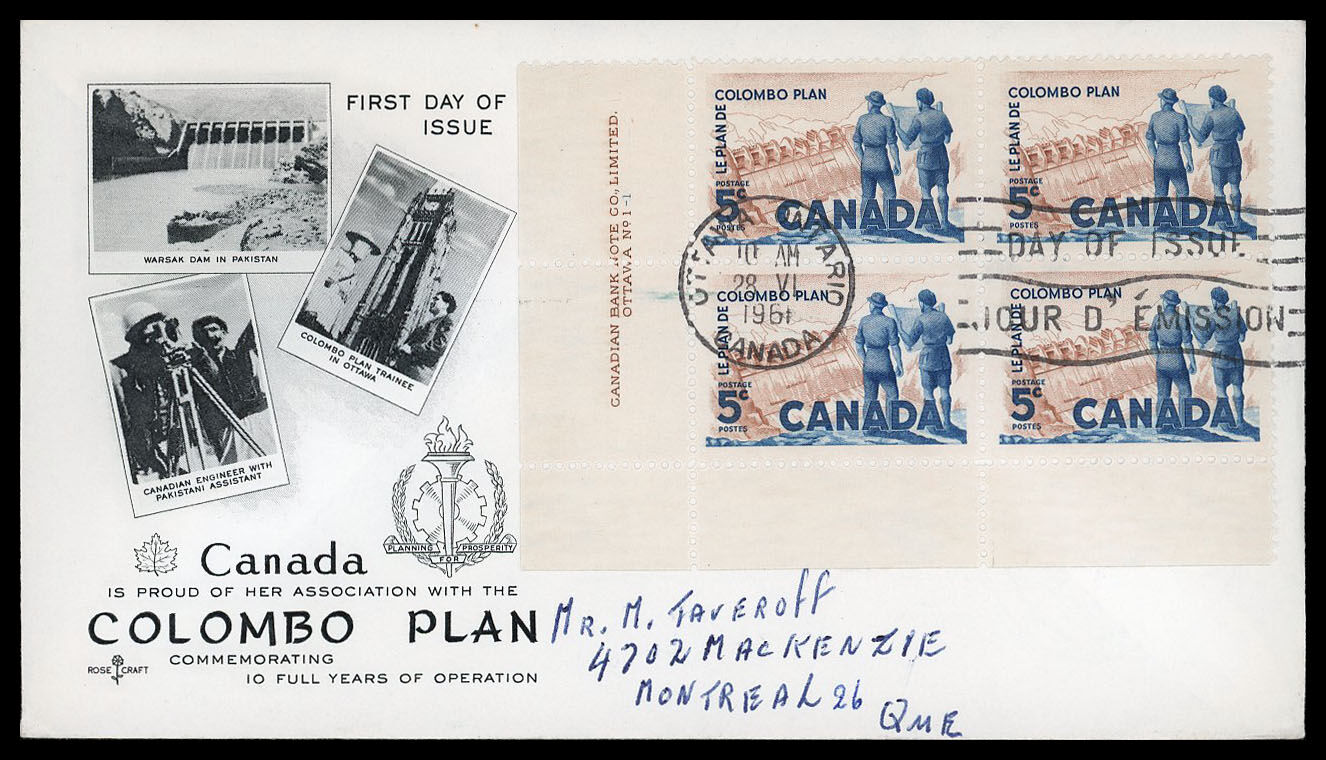 FIRST DAY OF
ISSUE
WARSAK DAM IN PAKISTAN
COLOMBO PLAN TRAINEE
IN OTTAWA
CANADIAN ENGINEER WITH
PAKISTANI ASSISTANT
PLANNING FOR PROSPERITY
Canada
IS PROUD OF HER ASSOCIATION WITH THE
COLOMBO PLAN
COMMEMORATING
10 FULL YEARS OF OPERATION
ROSE CRAFT
CANADIAN BANK NOTE CO., LIMITED.
OTTAWA Nº 1-1
COLOMBO PLAN
LE PLAN DE
POSTAGE
5c
POSTES
CANADA
COLOMBO PLAN
LE PLAN DE
POSTAGE
5c
POSTES
CANADA
OTTAWA ONTARIO
10 AM
28 VI
1961
CANADA
DAY OF ISSUE
JOUR D'ÉMISSION
COLOMBO PLAN
LE PLAN DE
POSTAGE
5c
POSTES
CANADA
COLOMBO PLAN
LE PLAN DE
POSTAGE
5c
POSTES
CANADA
MR. M. TAVEROFF
4702 MACKENZIE
MONTREAL 26
QUE